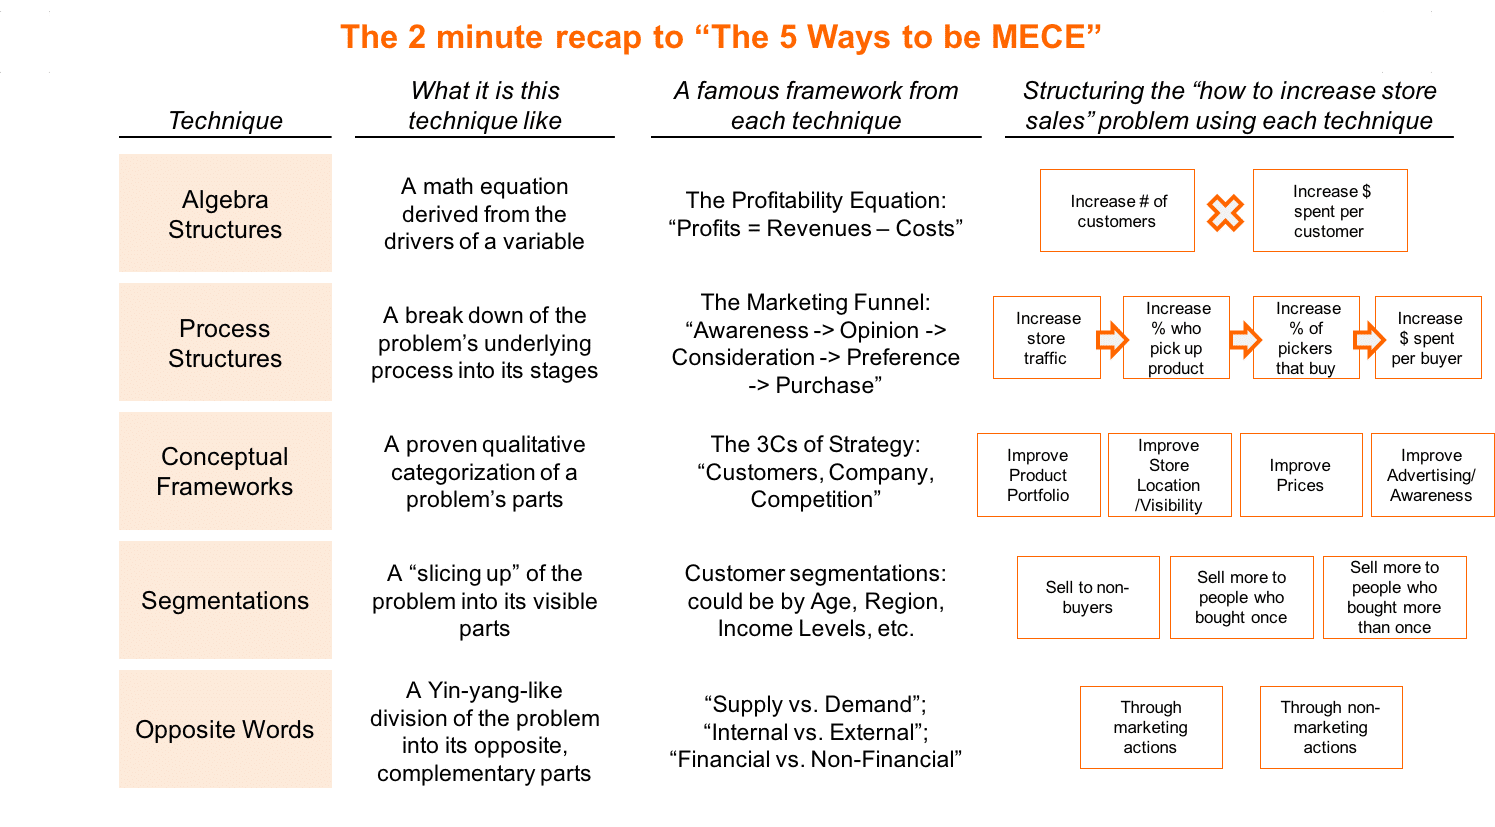 The 2 minute recap to “The 5 Ways to be MECE”
Technique
What it is this
technique like
A famous framework from
each technique
Structuring the “how to increase store
sales” problem using each technique
Algebra
Structures
A math equation
derived from the
drivers of a variable
The Profitability Equation:
“Profits = Revenues – Costs”
Increase # of
customers
Increase $
spent per
customer
Process
Structures
A break down of the
problem’s underlying
process into its stages
The Marketing Funnel:
“Awareness -> Opinion ->
Consideration -> Preference
-> Purchase”
Increase
store
traffic
Increase
% who
pick up
product
Increase
% of
pickers
that buy
Increase
$ spent
per buyer
Conceptual
Frameworks
A proven qualitative
categorization of a
problem’s parts
The 3Cs of Strategy:
“Customers, Company,
Competition”
Improve
Product
Portfolio
Improve
Store
Location
/Visibility
Improve
Prices
Improve
Advertising/
Awareness
Segmentations
A “slicing up” of the
problem into its visible
parts
Customer segmentations:
could be by Age, Region,
Income Levels, etc.
Sell to non-
buyers
Sell more to
people who
bought once
Sell more to
people who
bought more
than once
Opposite Words
A Yin-yang-like
division of the problem
into its opposite,
complementary parts
“Supply vs. Demand”;
“Internal vs. External”;
“Financial vs. Non-Financial”
Through
marketing
actions
Through non-
marketing
actions